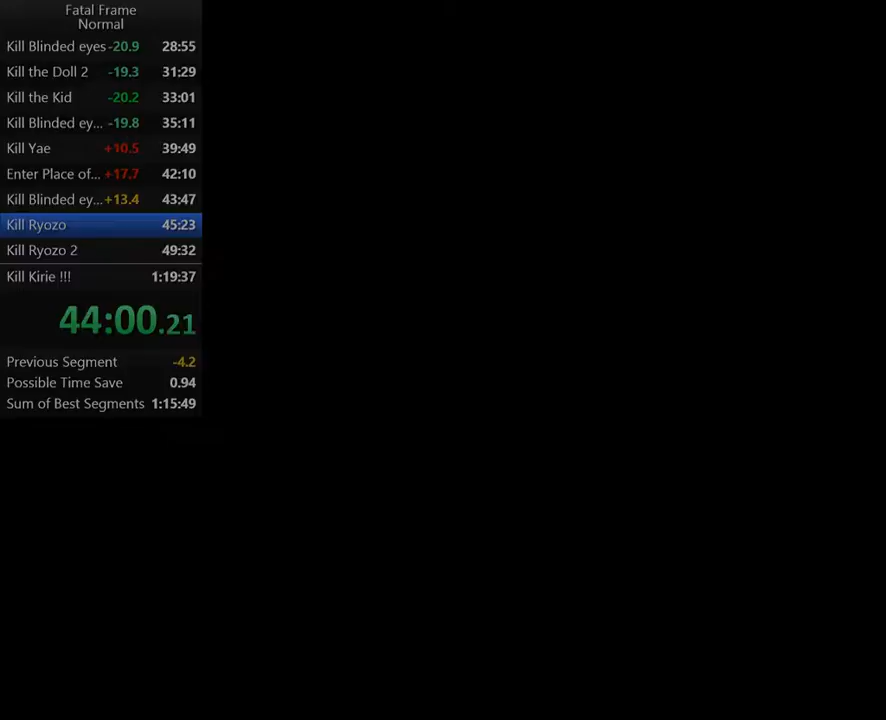 Fatal Frame
Normal
Kill Blinded eyes -20.9 28:55
Kill the Doll 2 -19.3 31:29
Kill the Kid -20.2 33:01
Kill Blinded ey... -19.8 35:11
Kill Yae +10.5 39:49
Enter Place of... +17.7 42:10
Kill Blinded ey... +13.4 43:47
Kill Ryozo 45:23
Kill Ryozo 2 49:32
Kill Kirie !!! 1:19:37
44:00.21
Previous Segment -4.2
Possible Time Save 0.94
Sum of Best Segments 1:15:49